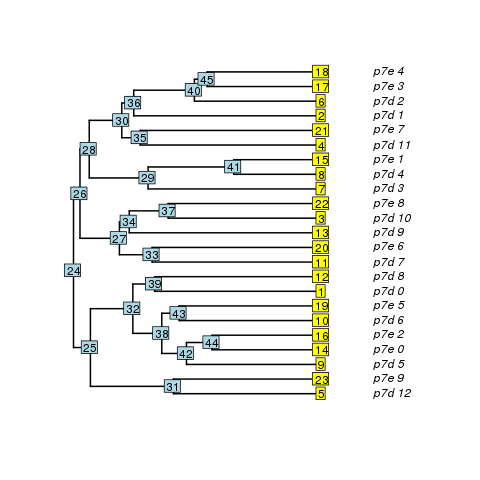 18 p7e 4
45
17 p7e 3
40
6 p7d 2
36
2 p7d 1
30
21 p7e 7
35
4 p7d 11
28
15 p7e 1
41
8 p7d 4
29
7 p7d 3
26
22 p7e 8
37
3 p7d 10
34
13 p7d 9
27
20 p7e 6
33
11 p7d 7
24
12 p7d 8
39
1 p7d 0
32
19 p7e 5
43
10 p7d 6
38
16 p7e 2
44
14 p7e 0
25
42
9 p7d 5
23 p7e 9
31
5 p7d 12